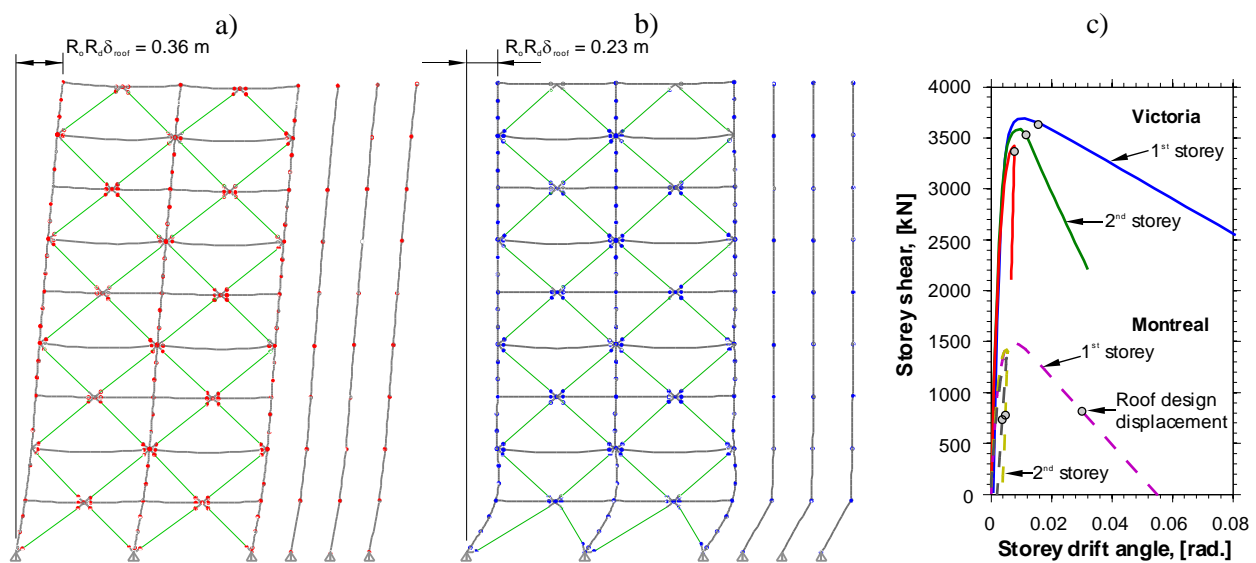 a)
b)
c)
RₒR_dδ_roof = 0.36 m
RₒR_dδ_roof = 0.23 m
4000
3500
3000
2500
2000
1500
1000
500
0
Storey shear, [kN]
Victoria
1st storey
2nd storey
Montreal
1st storey
Roof design
displacement
2nd storey
0
0.02
0.04
0.06
0.08
Storey drift angle, [rad.]